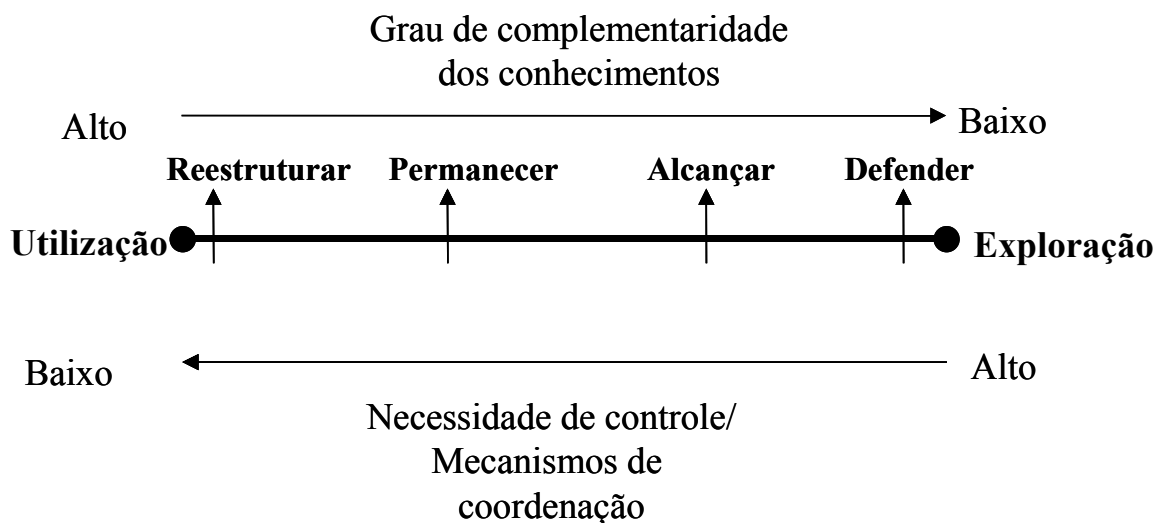 Grau de complementaridade
dos conhecimentos
Alto
Baixo
Reestruturar Permanecer Alcançar Defender
Utilização Exploração
Baixo
Alto
Necessidade de controle/
Mecanismos de
coordenação